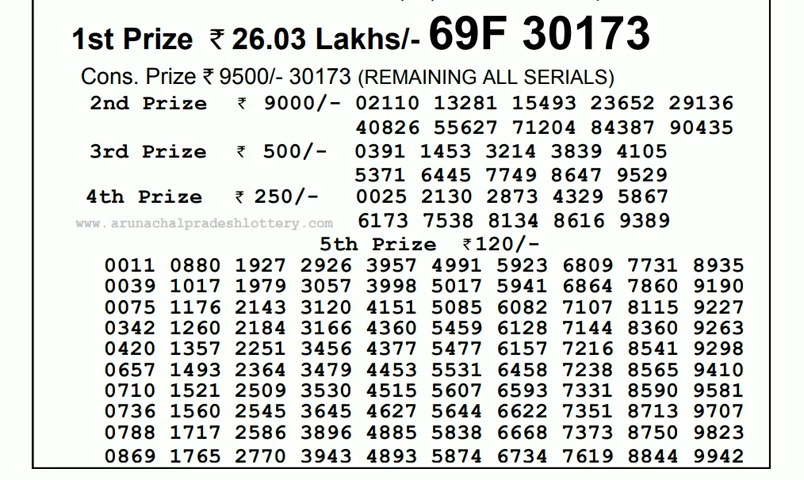 1st Prize ₹ 26.03 Lakhs/- 69F 30173
Cons. Prize ₹ 9500/- 30173 (REMAINING ALL SERIALS)
2nd Prize ₹ 9000/- 02110 13281 15493 23652 29136
40826 55627 71204 84387 90435
3rd Prize ₹ 500/- 0391 1453 3214 3839 4105
5371 6445 7749 8647 9529
4th Prize ₹ 250/- 0025 2130 2873 4329 5867
www.arunachalpradeshlottery.com 6173 7538 8134 8616 9389
5th Prize ₹120/-
0011 0880 1927 2926 3957 4991 5923 6809 7731 8935
0039 1017 1979 3057 3998 5017 5941 6864 7860 9190
0075 1176 2143 3120 4151 5085 6082 7107 8115 9227
0342 1260 2184 3166 4360 5459 6128 7144 8360 9263
0420 1357 2251 3456 4377 5477 6157 7216 8541 9298
0657 1493 2364 3479 4453 5531 6458 7238 8565 9410
0710 1521 2509 3530 4515 5607 6593 7331 8590 9581
0736 1560 2545 3645 4627 5644 6622 7351 8713 9707
0788 1717 2586 3896 4885 5838 6668 7373 8750 9823
0869 1765 2770 3943 4893 5874 6734 7619 8844 9942